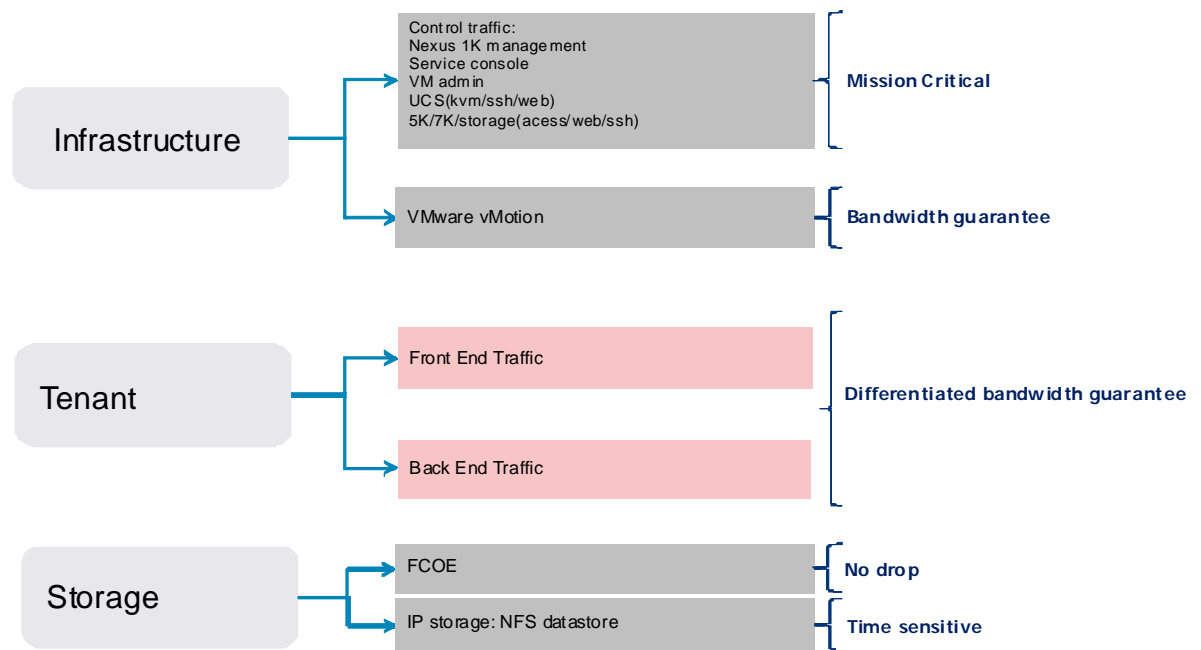 Control traffic:
Nexus 1K management
Service console
VM admin
UCS(kvm/ssh/web)
5K/7K/storage(acess/web/ssh)
Mission Critical
Infrastructure
VMware vMotion
Bandwidth guarantee
Front End Traffic
Tenant
Differentiated bandwidth guarantee
Back End Traffic
FCOE
No drop
Storage
IP storage: NFS datastore
Time sensitive